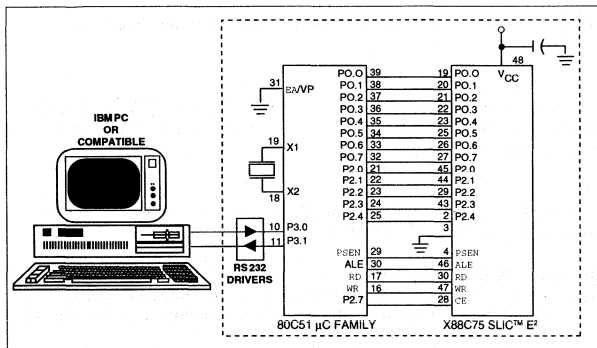 48
VCC
31 EA/VP
P0.0 39 19 P0.0
P0.1 38 20 P0.1
P0.2 37 21 P0.2
P0.3 36 22 P0.3
P0.4 35 23 P0.4
P0.5 34 25 P0.5
P0.6 33 26 P0.6
P0.7 32 27 P0.7
P2.0 21 45 P2.0
P2.1 22 44 P2.1
P2.2 23 29 P2.2
P2.3 24 43 P2.3
P2.4 25 2 P2.4
3
IBM PC
OR
COMPATIBLE
19 X1
X2
18
10 P3.0
11 P3.1
RS 232
DRIVERS
PSEN 29 4 PSEN
ALE 30 46 ALE
RD 17 30 RD
WR 16 47 WR
P2.7 28 CE
80C51 µC FAMILY
X88C75 SLIC™ E²